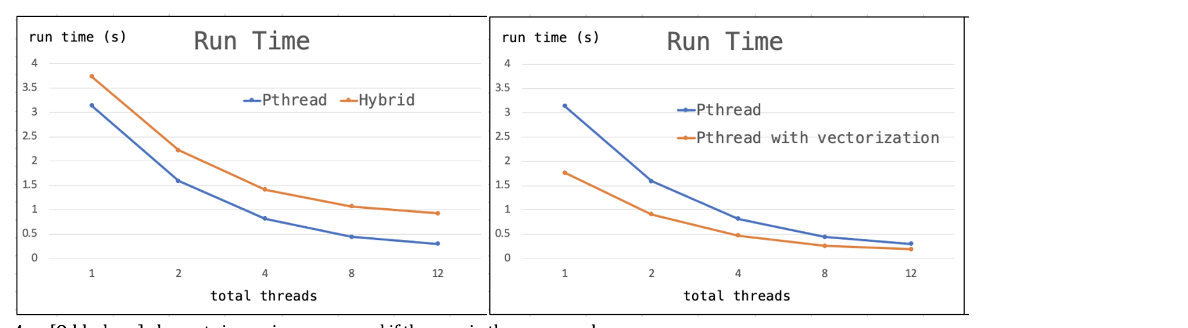 run time (s)
Run Time
4
3.5
3
2.5
2
1.5
1
0.5
0
Pthread
Hybrid
1 2 4 8 12
total threads
run time (s)
Run Time
4
3.5
3
2.5
2
1.5
1
0.5
0
Pthread
Pthread with vectorization
1 2 4 8 12
total threads